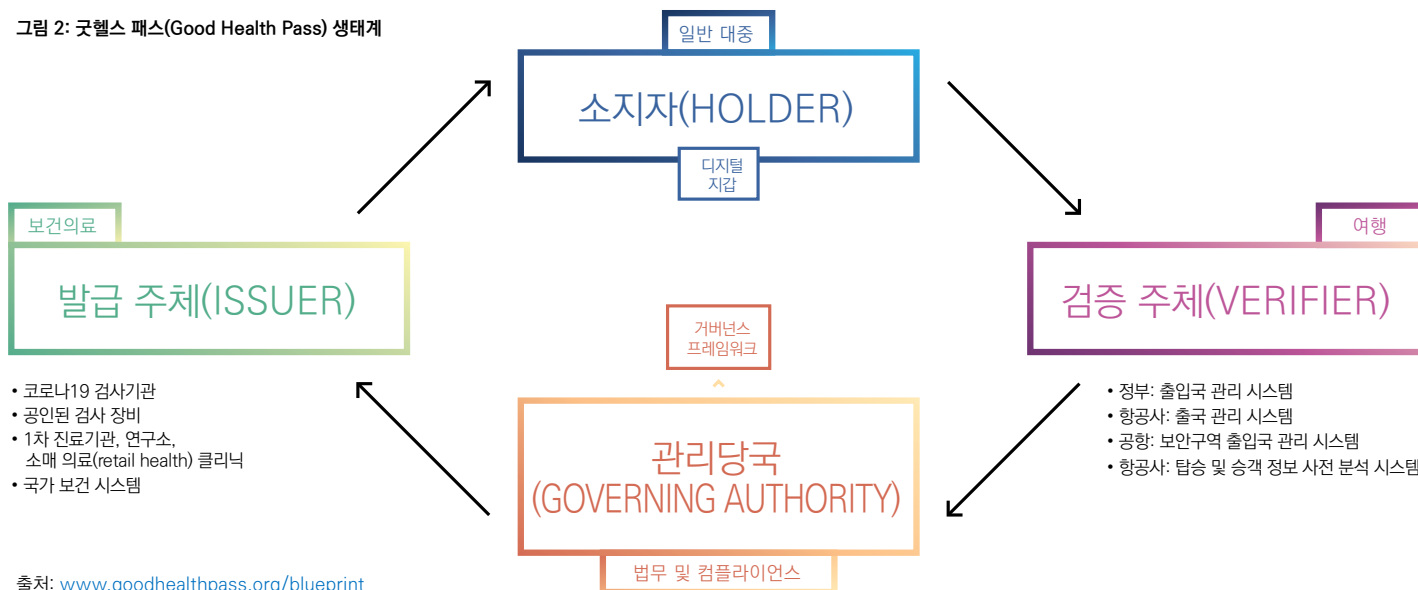 그림 2: 굿헬스 패스(Good Health Pass) 생태계
일반 대중
소지자(HOLDER)
디지털
지갑
보건의료
발급 주체(ISSUER)
• 코로나19 검사기관
• 공인된 검사 장비
• 1차 진료기관, 연구소,
소매 의료(retail health) 클리닉
• 국가 보건 시스템
여행
검증 주체(VERIFIER)
• 정부: 출입국 관리 시스템
• 항공사: 출국 관리 시스템
• 공항: 보안구역 출입국 관리 시스템
• 항공사: 탑승 및 승객 정보 사전 분석 시스템
거버넌스
프레임워크
관리당국
(GOVERNING AUTHORITY)
법무 및 컴플라이언스
출처: www.goodhealthpass.org/blueprint